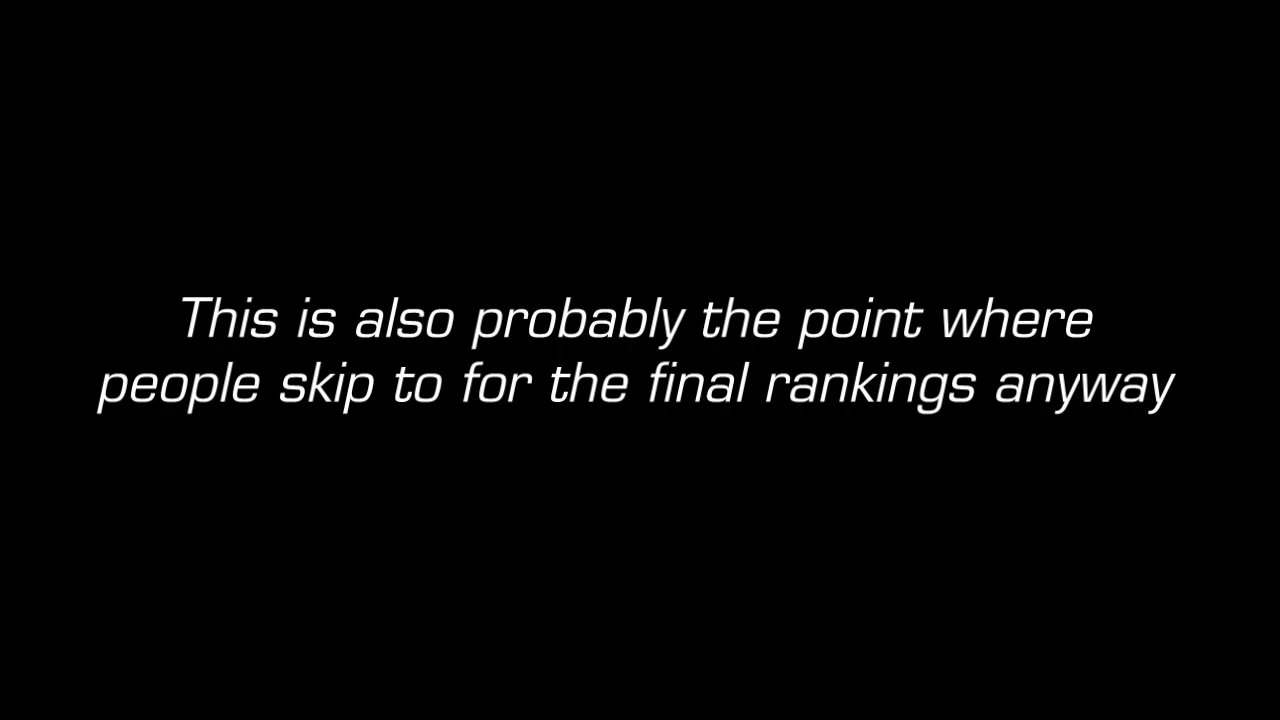 This is also probably the point where
people skip to for the final rankings anyway